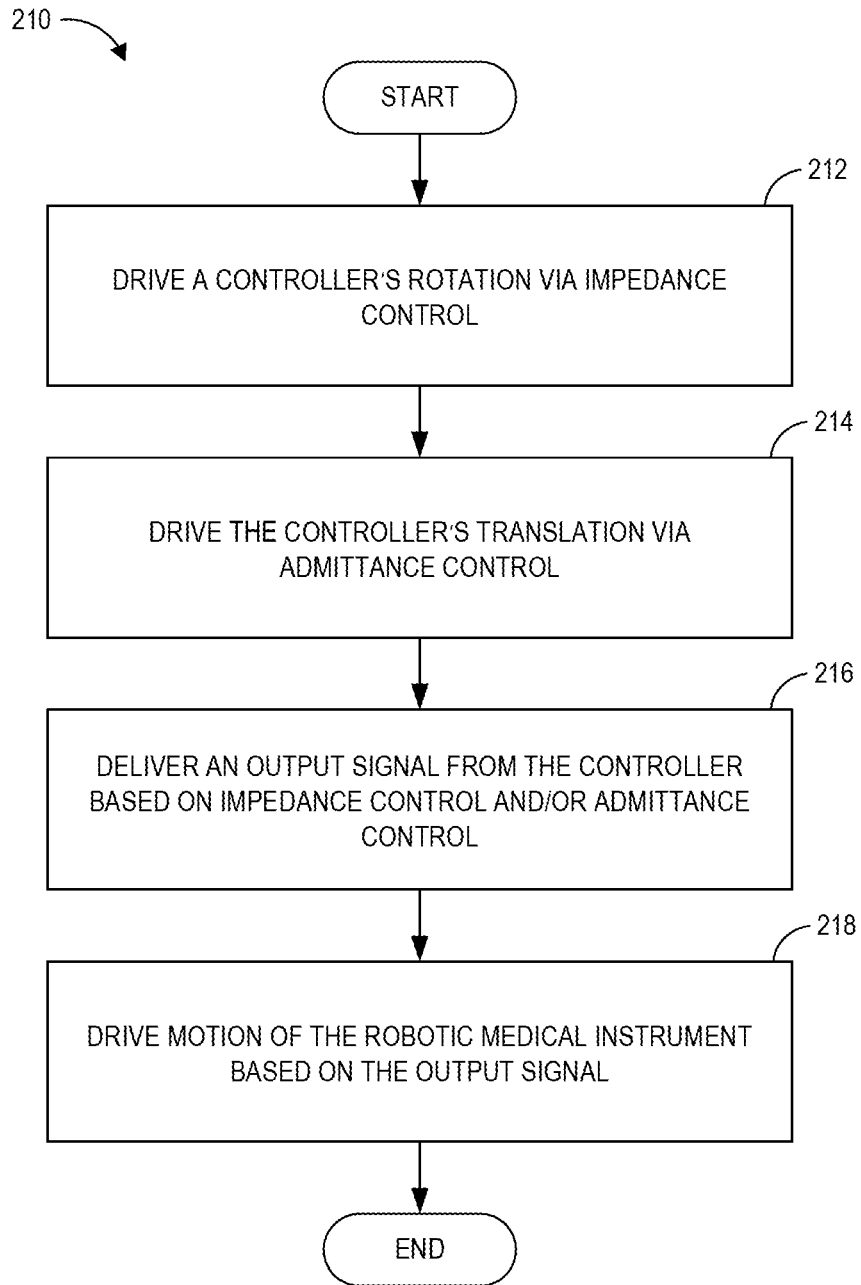 210
START
212
DRIVE A CONTROLLER'S ROTATION VIA IMPEDANCE
CONTROL
214
DRIVE THE CONTROLLER'S TRANSLATION VIA
ADMITTANCE CONTROL
216
DELIVER AN OUTPUT SIGNAL FROM THE CONTROLLER
BASED ON IMPEDANCE CONTROL AND/OR ADMITTANCE
CONTROL
218
DRIVE MOTION OF THE ROBOTIC MEDICAL INSTRUMENT
BASED ON THE OUTPUT SIGNAL
END